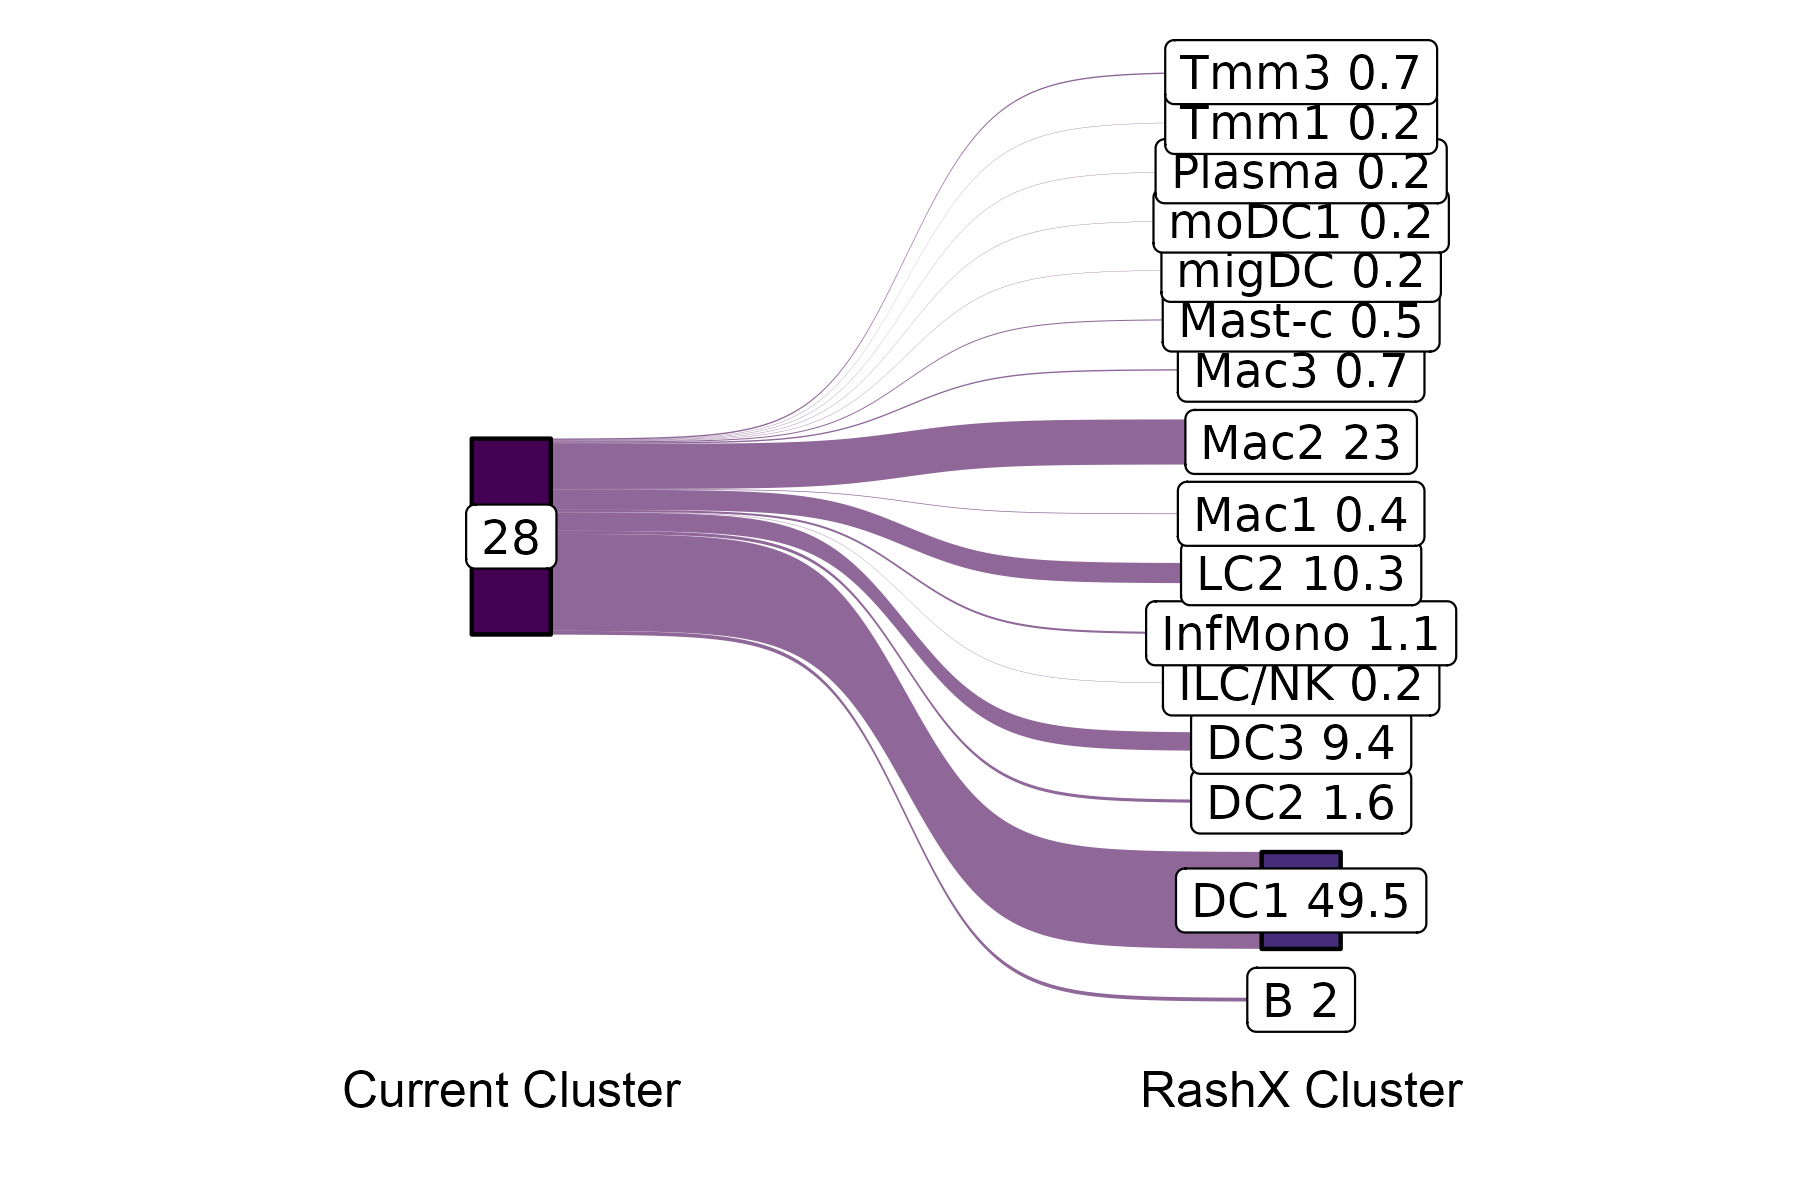 Tmm3 0.7
Tmm1 0.2
Plasma 0.2
moDC1 0.2
migDC 0.2
Mast-c 0.5
Mac3 0.7
Mac2 23
Mac1 0.4
28
LC2 10.3
InfMono 1.1
ILC/NK 0.2
DC3 9.4
DC2 1.6
DC1 49.5
B 2
Current Cluster
RashX Cluster